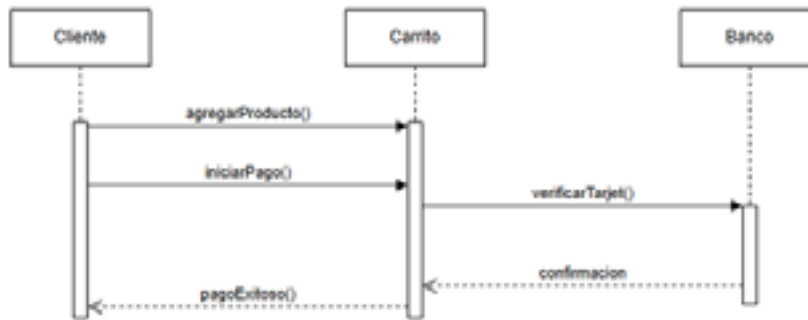 Cliente
Carrito
Banco
agregarProducto()
iniciarPago()
verificarTarjet()
confirmacion
pagoExitoso()